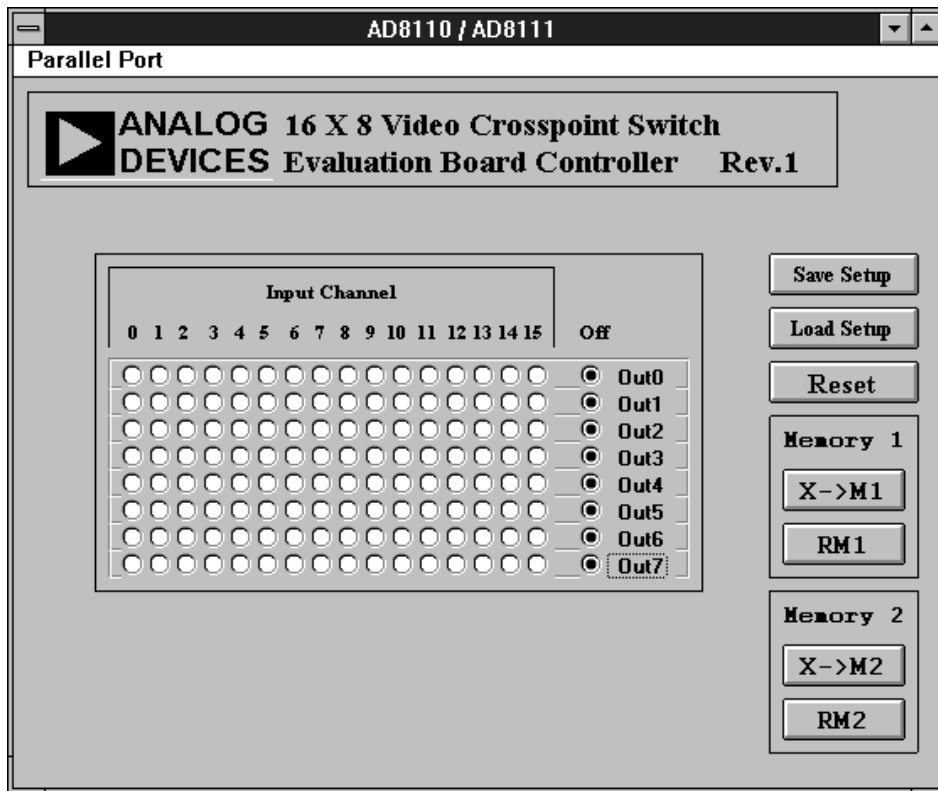 AD8110 / AD8111
Parallel Port
ANALOG DEVICES
16 X 8 Video Crosspoint Switch
Evaluation Board Controller Rev.1
Input Channel
0 1 2 3 4 5 6 7 8 9 10 11 12 13 14 15 Off
Out0
Out1
Out2
Out3
Out4
Out5
Out6
Out7
Save Setup
Load Setup
Reset
Memory 1
X->M1
RM1
Memory 2
X->M2
RM2